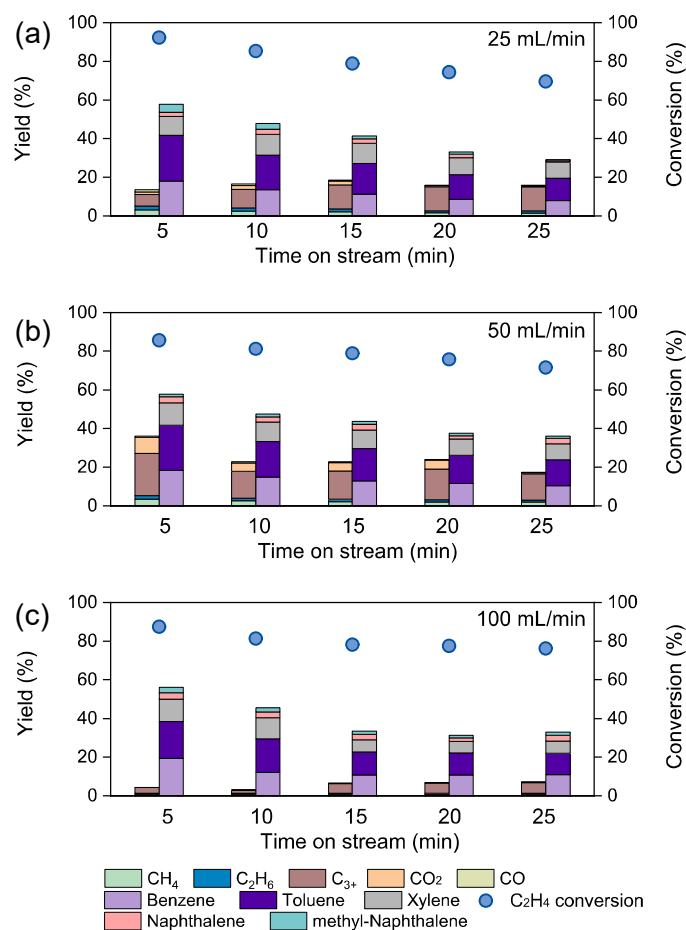 (a)
25 mL/min
100
80
60
40
20
0
Yield (%)
100
80
60
40
20
0
Conversion (%)
5 10 15 20 25
Time on stream (min)
(b)
50 mL/min
100
80
60
40
20
0
Yield (%)
100
80
60
40
20
0
Conversion (%)
5 10 15 20 25
Time on stream (min)
(c)
100 mL/min
100
80
60
40
20
0
Yield (%)
100
80
60
40
20
0
Conversion (%)
5 10 15 20 25
Time on stream (min)
CH₄ C₂H₆ C₃₊ CO₂ CO
Benzene Toluene Xylene C₂H₄ conversion
Naphthalene methyl-Naphthalene